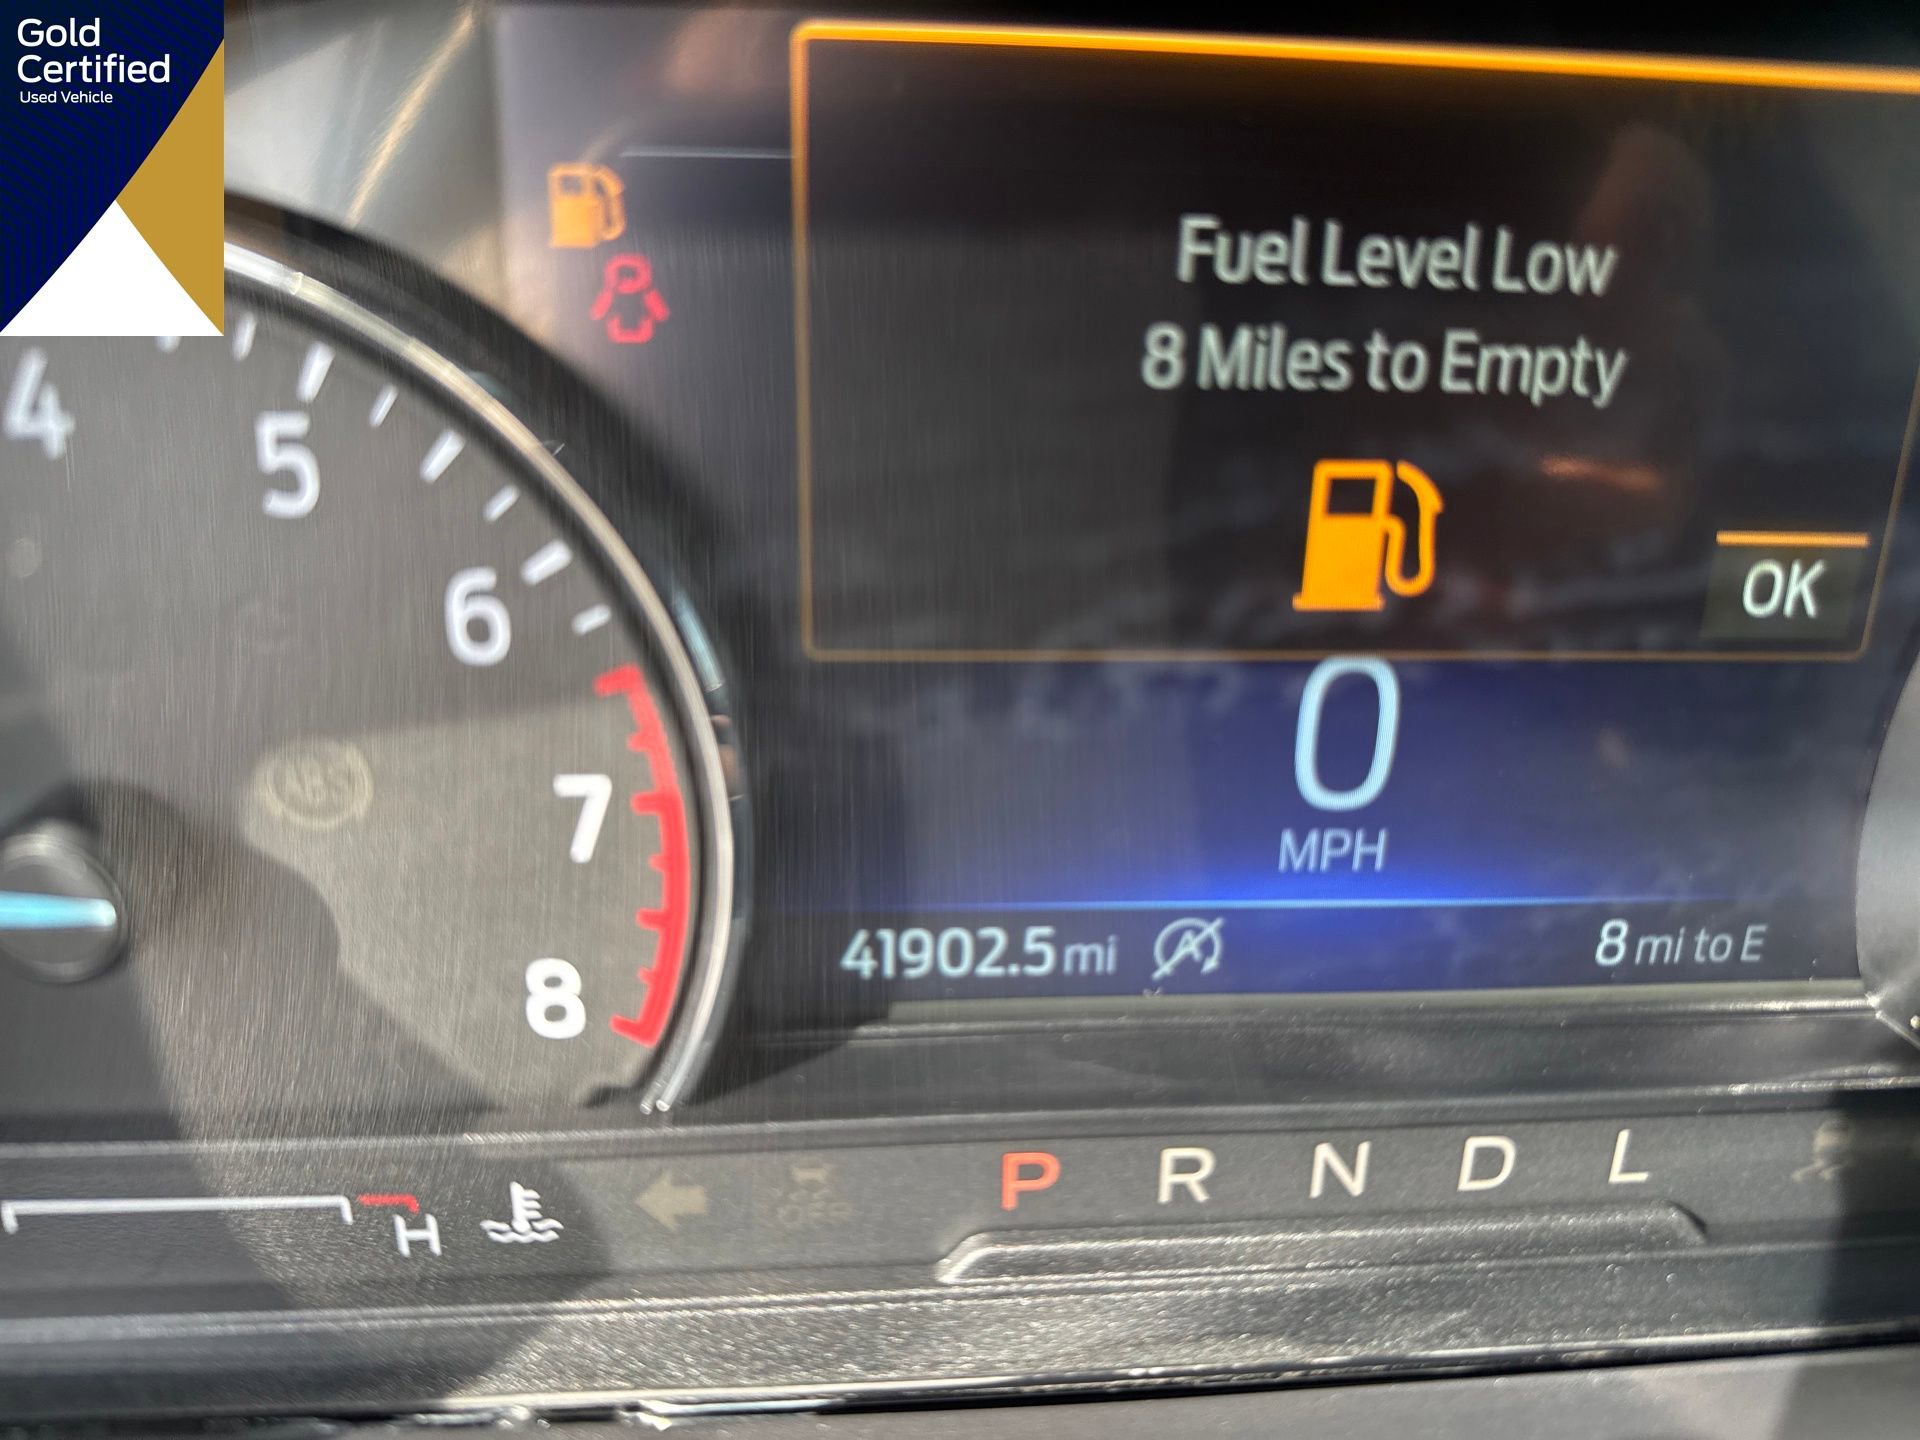 Gold
Certified
Used Vehicle
Fuel Level Low
8 Miles to Empty
OK
4
5
6
7
8
ABS
0
MPH
41902.5 mi
A
8 mi to E
P R N D L
H